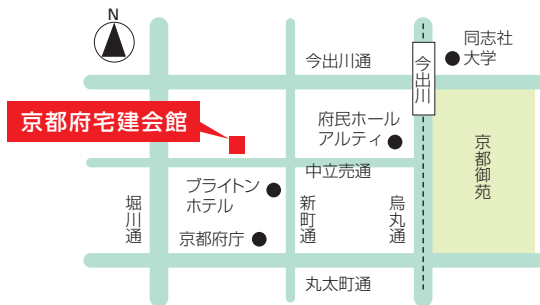 N
同志社
大学
今出川通
今出川
京都府宅建会館
府民ホール
アルティ
京都御苑
中立売通
ブライトン
ホテル
堀川通
新町通
烏丸通
京都府庁
丸太町通